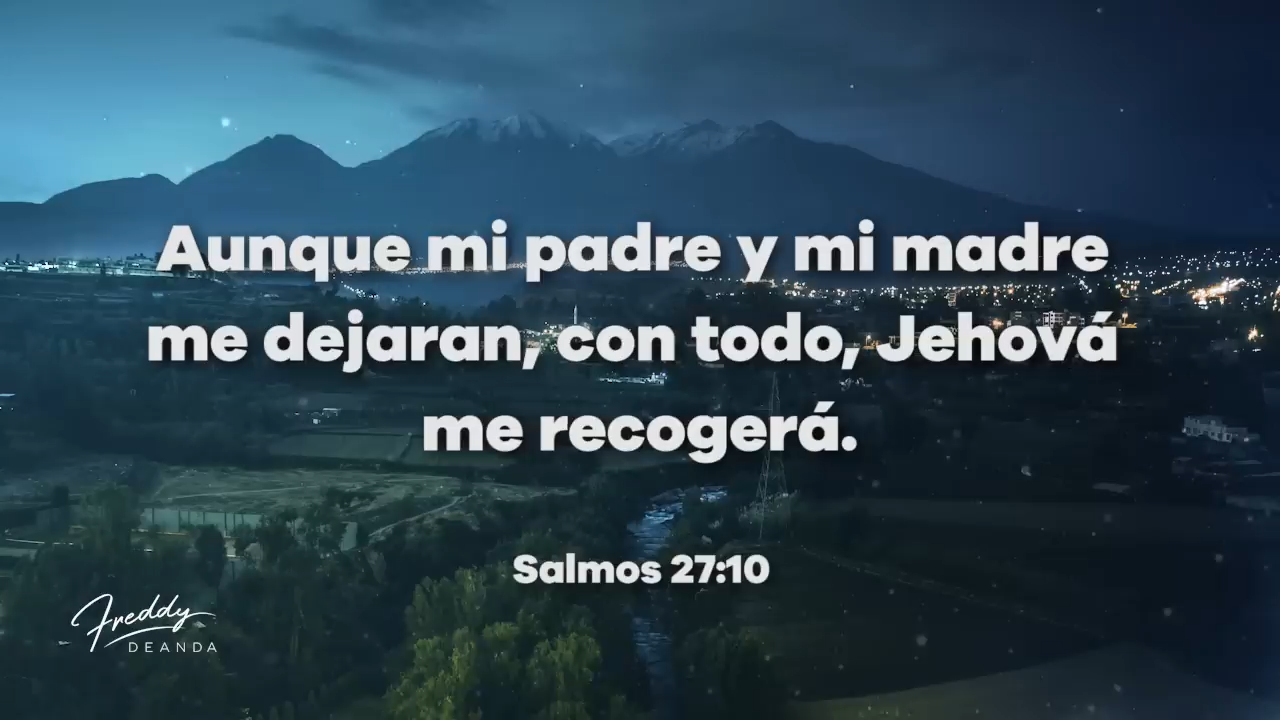 Aunque mi padre y mi madre
me dejaran, con todo, Jehová
me recogerá.
Salmos 27:10
Freddy
DEANDA